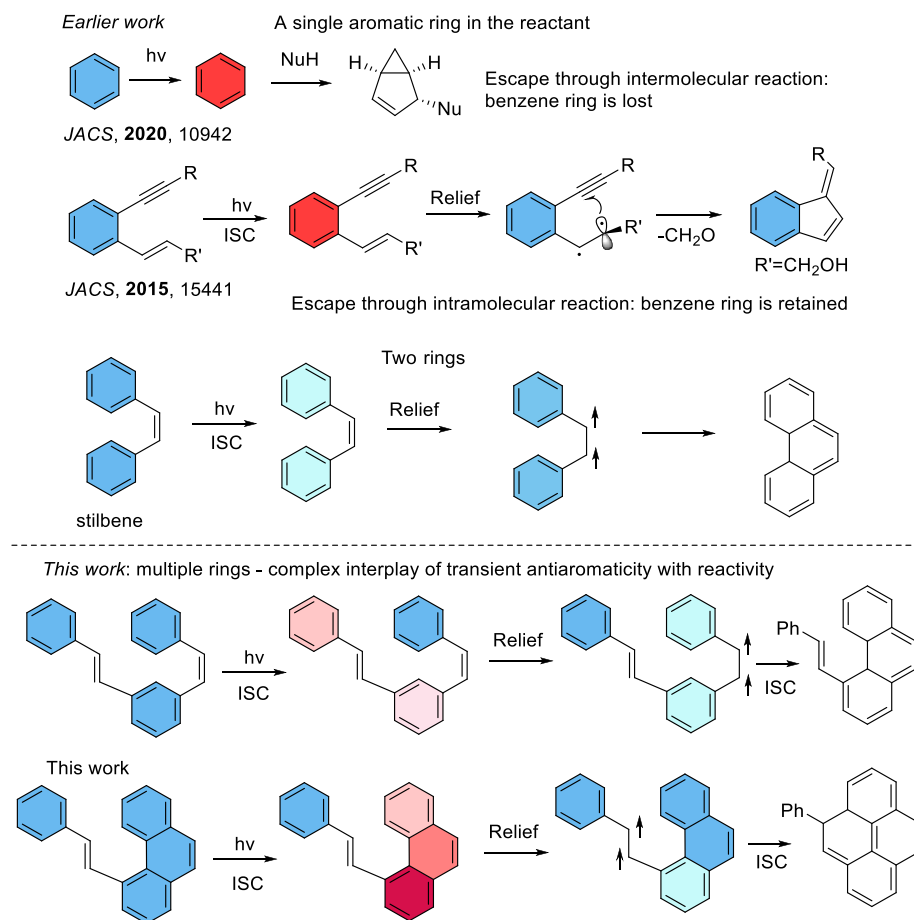 Earlier work
A single aromatic ring in the reactant
hv
NuH
H
H
Nu
Escape through intermolecular reaction:
benzene ring is lost
JACS, 2020, 10942
R
R'
hv
ISC
R
R'
Relief
R
R'
-CH2O
R
R'=CH2OH
JACS, 2015, 15441
Escape through intramolecular reaction: benzene ring is retained
Two rings
hv
ISC
Relief
stilbene
This work: multiple rings - complex interplay of transient antiaromaticity with reactivity
hv
ISC
Relief
ISC
Ph
This work
hv
ISC
Relief
ISC
Ph